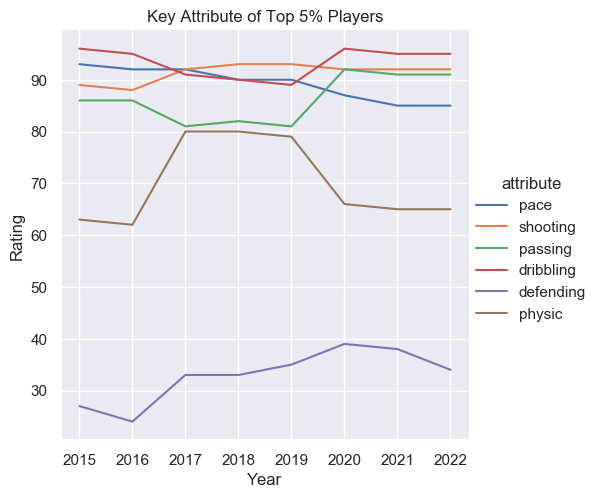 Key Attribute of Top 5% Players
Rating
90
80
70
60
50
40
30
2015 2016 2017 2018 2019 2020 2021 2022
Year
attribute
pace
shooting
passing
dribbling
defending
physic